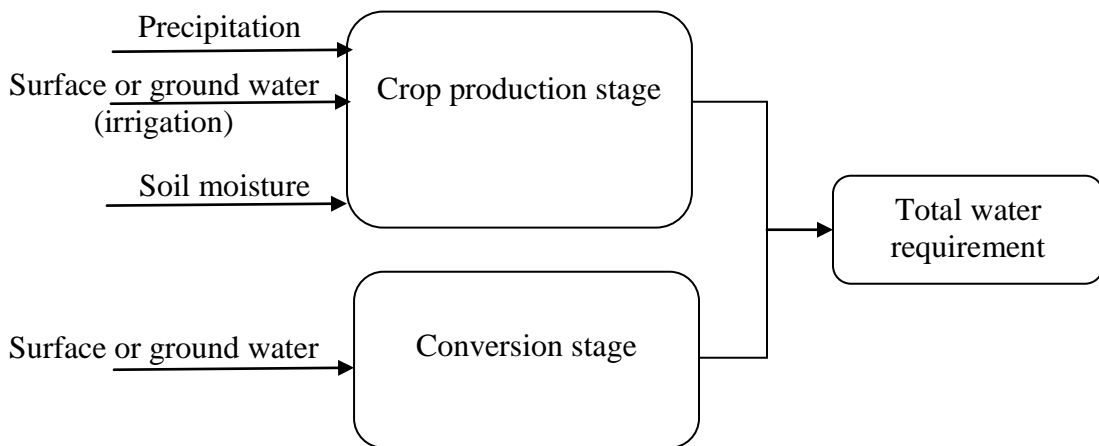 Precipitation
Surface or ground water
(irrigation)
Soil moisture
Crop production stage
Surface or ground water
Conversion stage
Total water
requirement